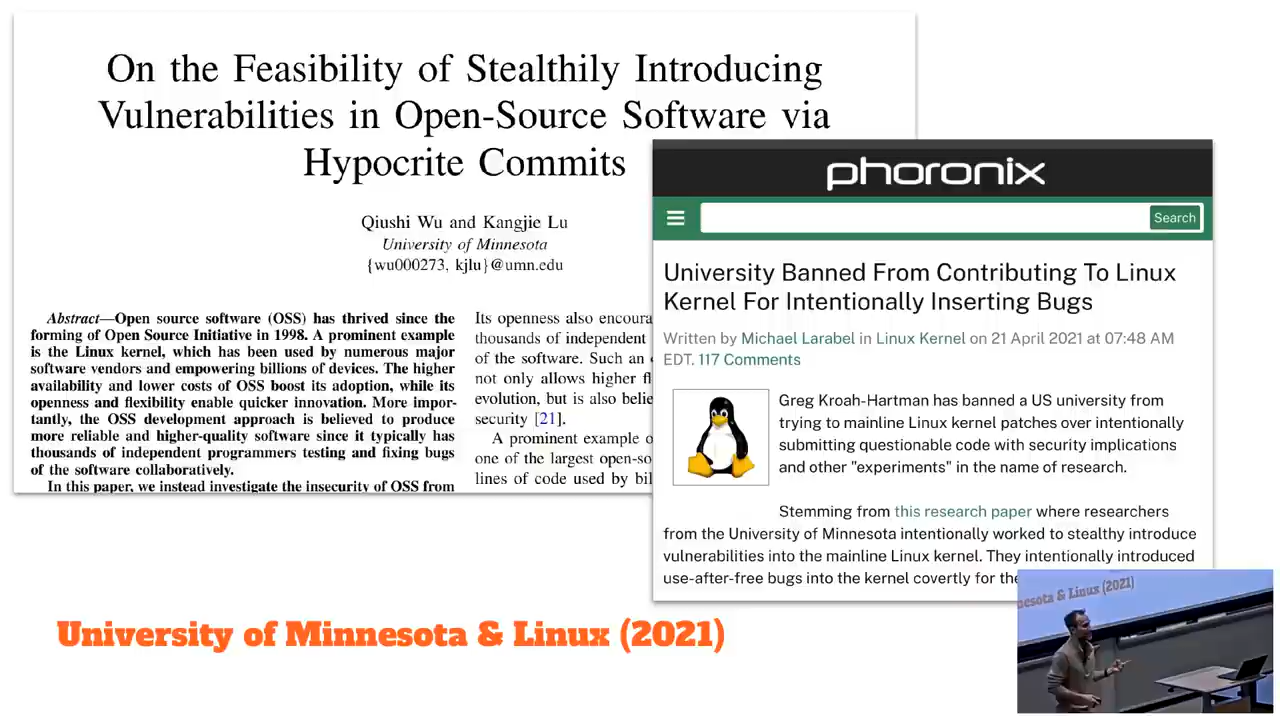 On the Feasibility of Stealthily Introducing
Vulnerabilities in Open-Source Software via
Hypocrite Commits
Qiushi Wu and Kangjie Lu
University of Minnesota
{wu000273, kjlu}@umn.edu
Abstract—Open source software (OSS) has thrived since the
forming of Open Source Initiative in 1998. A prominent example
is the Linux kernel, which has been used by numerous major
software vendors and empowering billions of devices. The higher
availability and lower costs of OSS boost its adoption, while its
openness and flexibility enable quicker innovation. More impor-
tantly, the OSS development approach is believed to produce
more reliable and higher-quality software since it typically has
thousands of independent programmers testing and fixing bugs
of the software collaboratively.
In this paper, we instead investigate the insecurity of OSS from
Its openness also encoura
thousands of independent
of the software. Such an
not only allows higher fl
evolution, but is also belie
security [21].
A prominent example o
one of the largest open-so
lines of code used by bil
phoronix
Search
University Banned From Contributing To Linux
Kernel For Intentionally Inserting Bugs
Written by Michael Larabel in Linux Kernel on 21 April 2021 at 07:48 AM
EDT. 117 Comments
Greg Kroah-Hartman has banned a US university from
trying to mainline Linux kernel patches over intentionally
submitting questionable code with security implications
and other "experiments" in the name of research.
Stemming from this research paper where researchers
from the University of Minnesota intentionally worked to stealthy introduce
vulnerabilities into the mainline Linux kernel. They intentionally introduced
use-after-free bugs into the kernel covertly for the
University of Minnesota & Linux (2021)
nesota & Linux (2021)